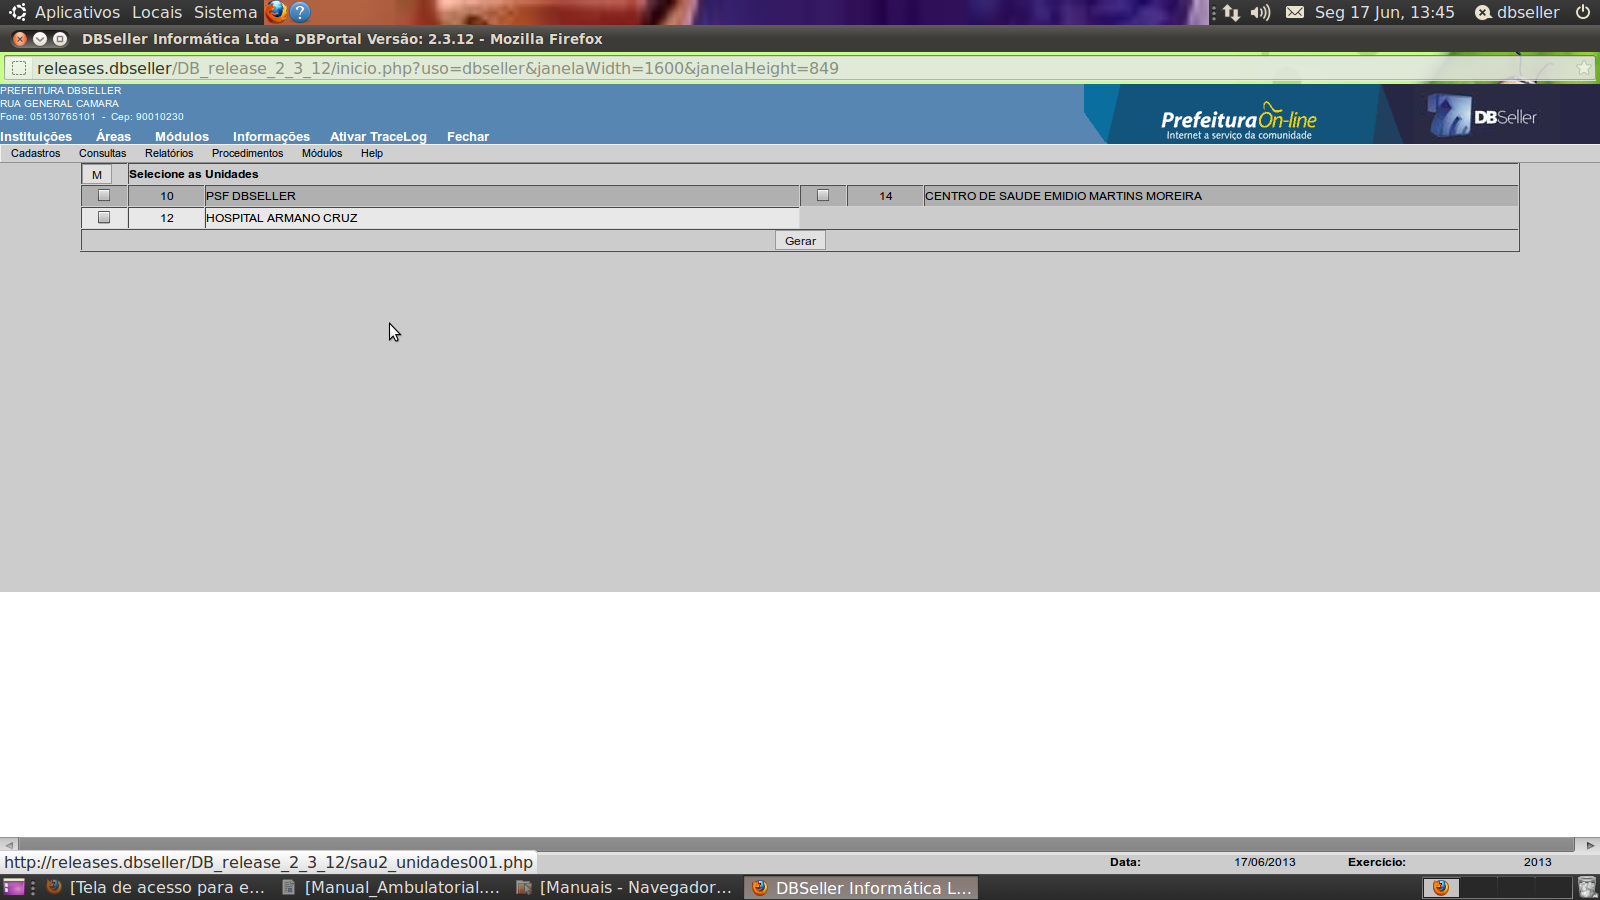 Aplicativos Locais Sistema ? Seg 17 Jun, 13:45 dbseller
DBSeller Informática Ltda - DBPortal Versão: 2.3.12 - Mozilla Firefox
releases.dbseller/DB_release_2_3_12/inicio.php?uso=dbseller&janelaWidth=1600&janelaHeight=849
PREFEITURA DBSELLER
RUA GENERAL CAMARA
Fone: 05130765101 - Cep: 90010230
PrefeituraOn-line
Internet a serviço da comunidade
DBSeller
Instituições Áreas Módulos Informações Ativar TraceLog Fechar
Cadastros Consultas Relatórios Procedimentos Módulos Help
M Selecione as Unidades
10 PSF DBSELLER 14 CENTRO DE SAUDE EMIDIO MARTINS MOREIRA
12 HOSPITAL ARMANO CRUZ
Gerar
http://releases.dbseller/DB_release_2_3_12/sau2_unidades001.php Data: 17/06/2013 Exercício: 2013
[Tela de acesso para e... [Manual_Ambulatorial.... [Manuais - Navegador... DBSeller Informática L...